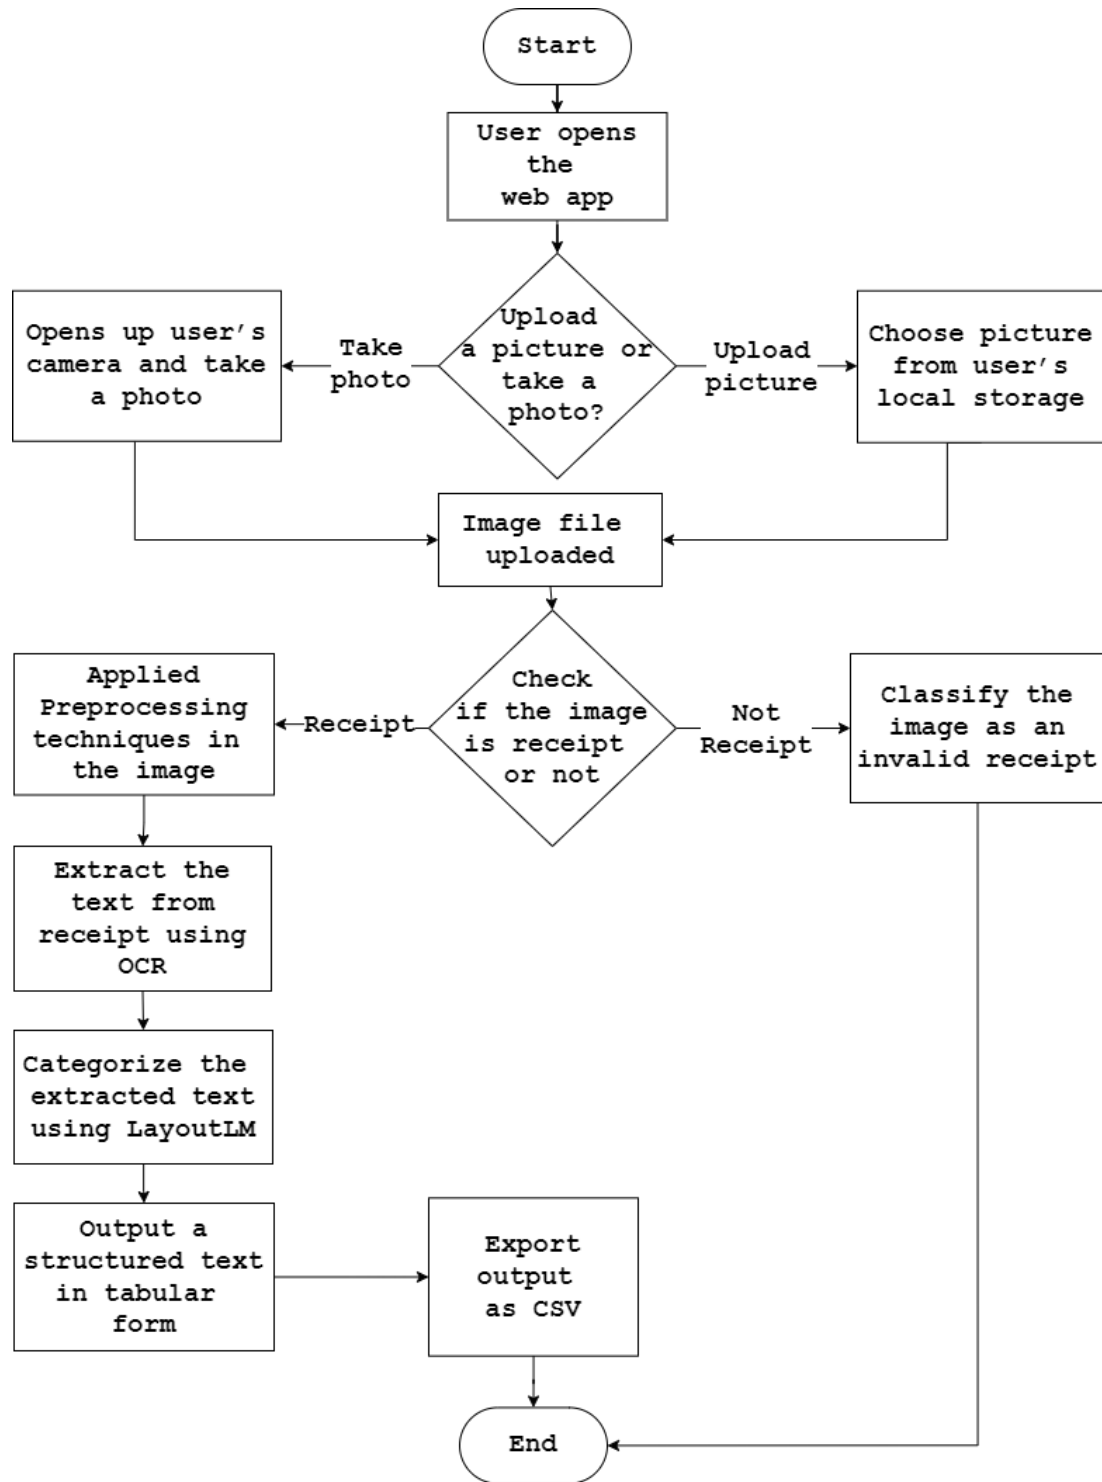 Start
User opens
the
web app
Upload
a picture or
take a
photo?
Take
photo
Upload
picture
Opens up user’s
camera and take
a photo
Choose picture
from user’s
local storage
Image file
uploaded
Check
if the image
is receipt
or not
Receipt
Not
Receipt
Applied
Preprocessing
techniques in
the image
Classify the
image as an
invalid receipt
Extract the
text from
receipt using
OCR
Categorize the
extracted text
using LayoutLM
Output a
structured text
in tabular
form
Export
output
as CSV
End